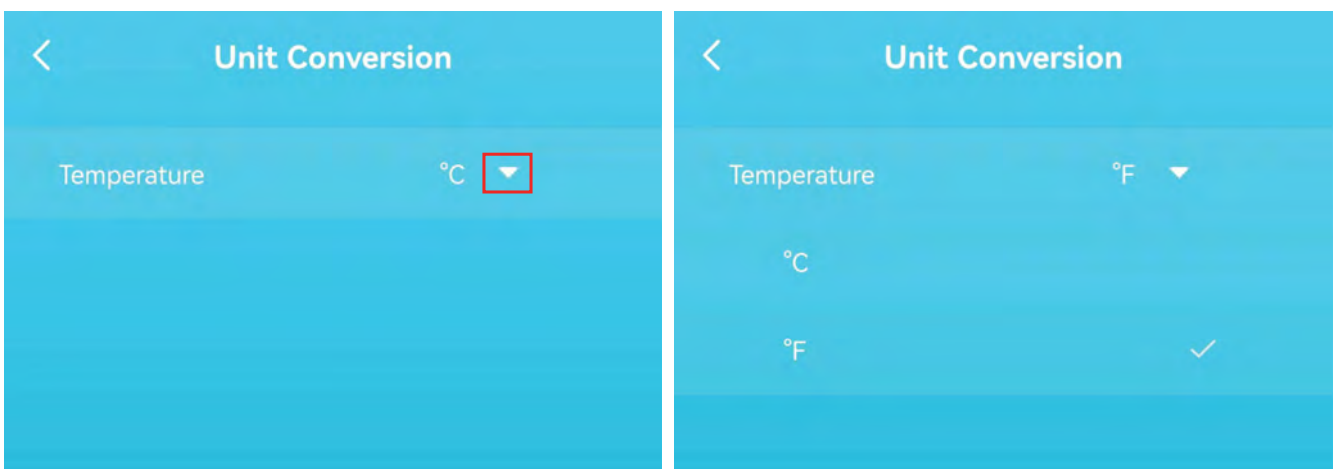 Unit Conversion
Temperature °C
Unit Conversion
Temperature °F
°C
°F